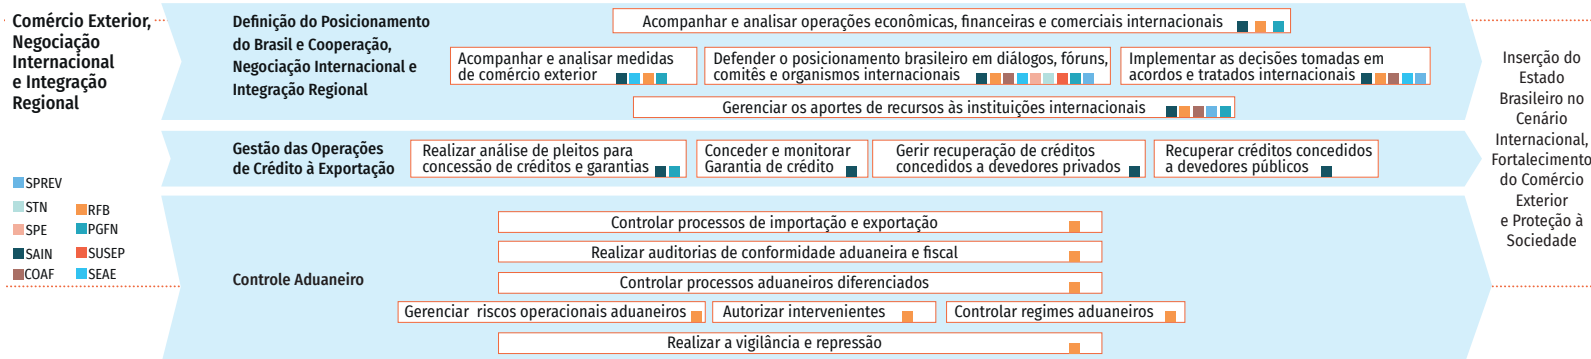 Comércio Exterior,
Negociação
Internacional
e Integração
Regional
Definição do Posicionamento
do Brasil e Cooperação,
Negociação Internacional e
Integração Regional
Acompanhar e analisar operações econômicas, financeiras e comerciais internacionais
Acompanhar e analisar medidas
de comércio exterior
Defender o posicionamento brasileiro em diálogos, fóruns,
comitês e organismos internacionais
Implementar as decisões tomadas em
acordos e tratados internacionais
Gerenciar os aportes de recursos às instituições internacionais
Gestão das Operações
de Crédito à Exportação
Realizar análise de pleitos para
concessão de créditos e garantias
Conceder e monitorar
Garantia de crédito
Gerir recuperação de créditos
concedidos a devedores privados
Recuperar créditos concedidos
a devedores públicos
Controle Aduaneiro
Controlar processos de importação e exportação
Realizar auditorias de conformidade aduaneira e fiscal
Controlar processos aduaneiros diferenciados
Gerenciar riscos operacionais aduaneiros
Autorizar intervenientes
Controlar regimes aduaneiros
Realizar a vigilância e repressão
SPREV
STN
SPE
SAIN
COAF
RFB
PGFN
SUSEP
SEAE
Inserção do
Estado
Brasileiro no
Cenário
Internacional,
Fortalecimento
do Comércio
Exterior
e Proteção à
Sociedade